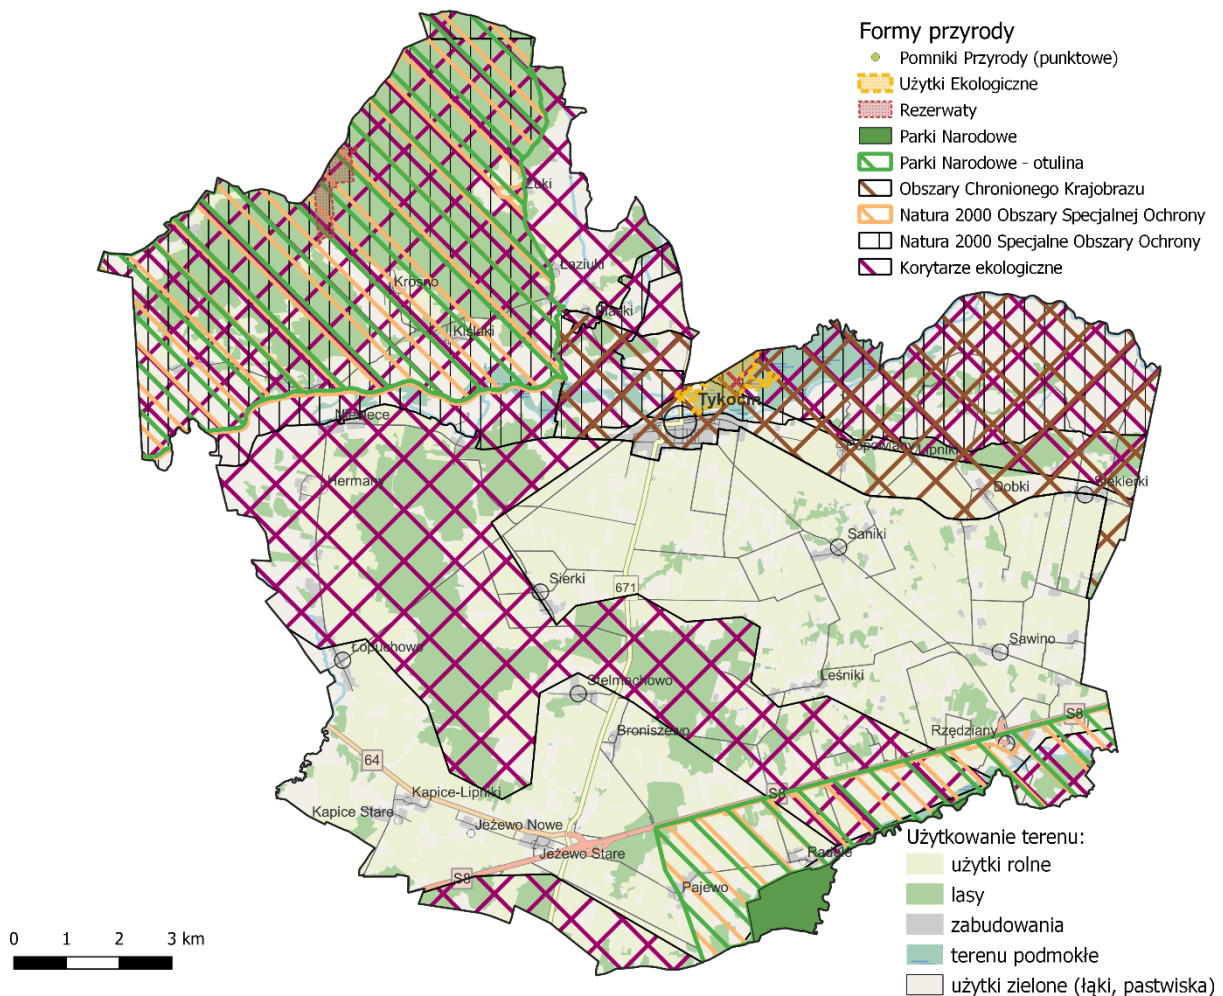 Formy przyrody
Pomniki Przyrody (punktowe)
Użytki Ekologiczne
Rezerwaty
Parki Narodowe
Parki Narodowe - otulina
Obszary Chronionego Krajobrazu
Natura 2000 Obszary Specjalnej Ochrony
Natura 2000 Specjalne Obszary Ochrony
Korytarze ekologiczne
Żuki
Łaziuki
Krosno
Piaski
Kiślaki
Tykocin
Nieciece
Popowlany
Lipniki
Hermany
Dobki
Siekierki
Saniki
Sierki
671
Sawino
Łopuchowo
Leśniki
Stelmachowo
S8
Broniszewo
Rzędziany
64
S8
Kapice-Lipniki
Kapice Stare
Jeżewo Nowe
Jeżewo Stare
Radule
S8
Pajewo
Użytkowanie terenu:
użytki rolne
lasy
zabudowania
terenu podmokłe
użytki zielone (łąki, pastwiska)
0 1 2 3 km